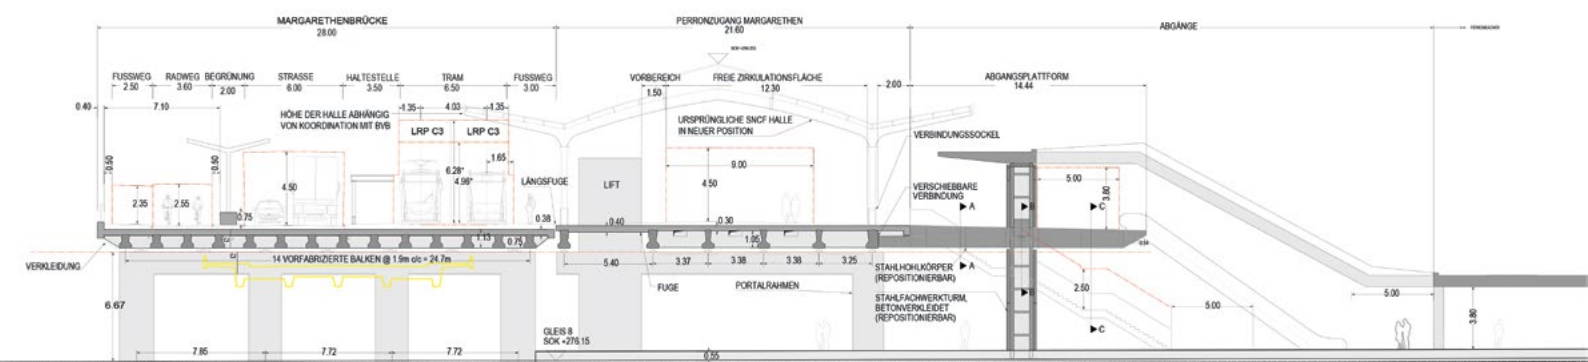 MARGARETHENBRÜCKE
28.00
PERRONZUGANG MARGARETHEN
21.60
ABGÄNGE
FUSSWEG
2.50
RADWEG
3.60
BEGRÜNUNG
2.00
STRASSE
6.00
HALTESTELLE
3.50
TRAM
6.50
FUSSWEG
3.00
VORBEREICH
1.50
FREIE ZIRKULATIONSFLÄCHE
12.30
2.00
ABGANGSPLATTFORM
14.44
0.40
7.10
HÖHE DER HALLE ABHÄNGIG
VON KOORDINATION MIT BVB
1.35
4.03
1.35
LRP C3
LRP C3
URSPRÜNGLICHE SNCF HALLE
IN NEUER POSITION
VERBINDUNGSSOCKEL
0.50
0.80
4.50
6.28*
4.96*
1.65
LÄNGSFUGE
LIFT
9.00
4.50
VERSCHIEBBARE
VERBINDUNG
5.00
3.80
2.35
2.55
0.75
0.38
0.40
0.30
A
B
C
1.13
0.75
1.05
VERKLEIDUNG
14 VORFABRIZIERTE BALKEN @ 1.9m c/c = 24.7m
5.40
3.37
3.38
3.38
3.25
STAHLHOHLKÖRPER
(REPOSITIONIERBAR)
A
FUGE
PORTALRAHMEN
STAHLFACHWERKTURM,
BETONVERKLEIDET
(REPOSITIONIERBAR)
B
2.50
5.00
5.00
6.67
GLEIS 8
SOK +276.15
C
3.80
7.85
7.72
7.72
0.55